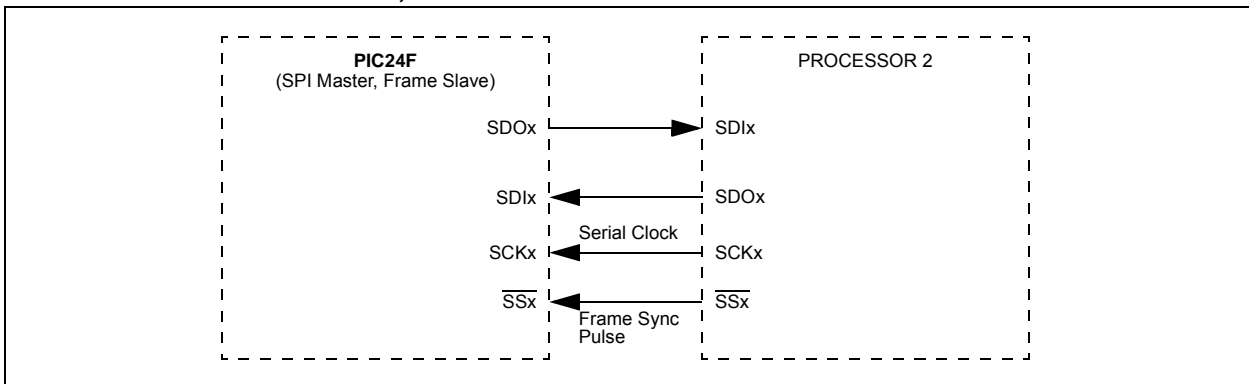 PIC24F
(SPI Master, Frame Slave)
PROCESSOR 2
SDOx
SDIx
SDIx
SDOx
Serial Clock
SCKx
SCKx
SSx
SSx
Frame Sync
Pulse